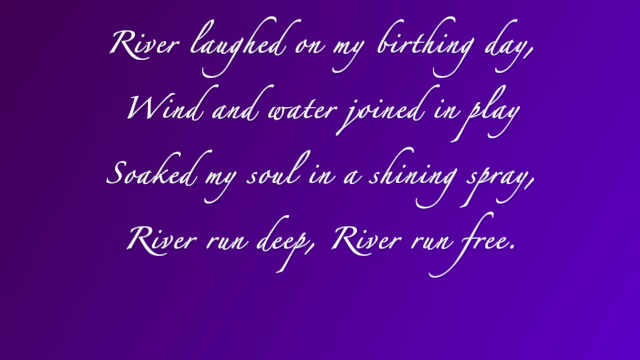 River laughed on my birthing day,
Wind and water joined in play
Soaked my soul in a shining spray,
River run deep, River run free.